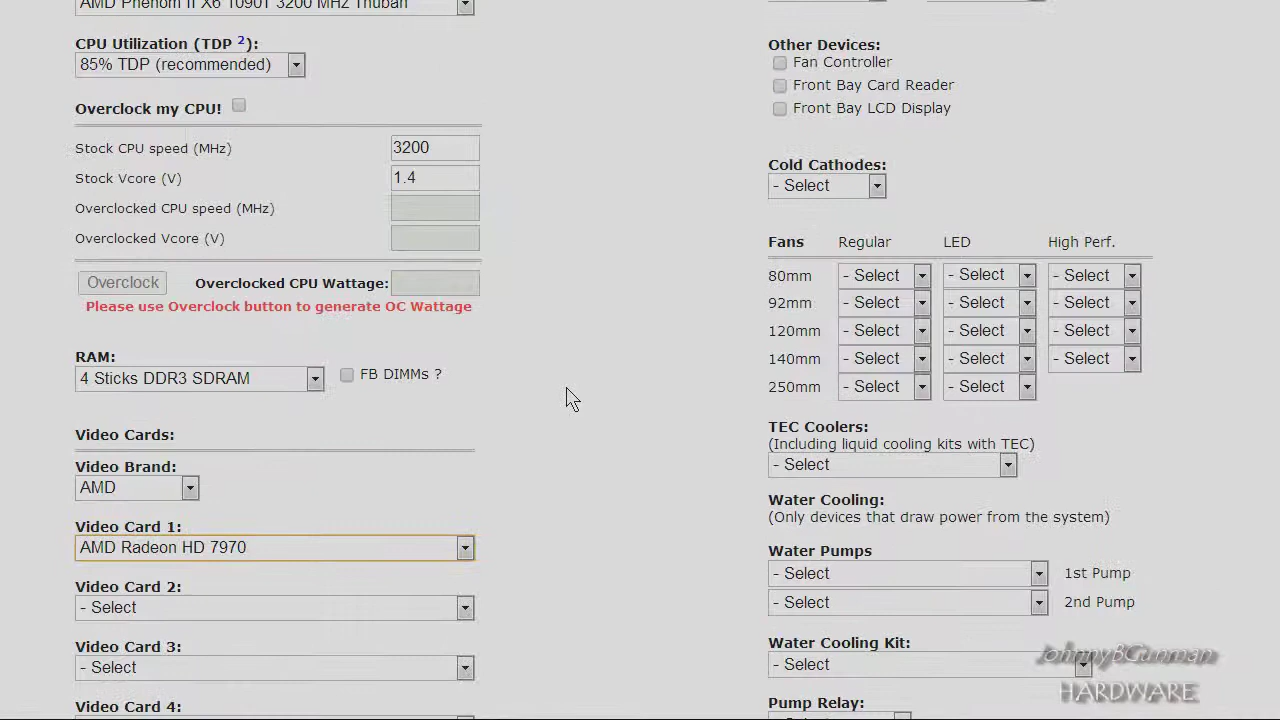 AMD Phenom II X6 1090T 3200 MHz Thuban
CPU Utilization (TDP 2):
85% TDP (recommended)
Overclock my CPU!
Stock CPU speed (MHz) 3200
Stock Vcore (V) 1.4
Overclocked CPU speed (MHz)
Overclocked Vcore (V)
Overclock Overclocked CPU Wattage:
Please use Overclock button to generate OC Wattage
RAM:
4 Sticks DDR3 SDRAM FB DIMMs ?
Video Cards:
Video Brand:
AMD
Video Card 1:
AMD Radeon HD 7970
Video Card 2:
- Select
Video Card 3:
- Select
Video Card 4:
Other Devices:
Fan Controller
Front Bay Card Reader
Front Bay LCD Display
Cold Cathodes:
- Select
Fans Regular LED High Perf.
80mm - Select - Select - Select
92mm - Select - Select - Select
120mm - Select - Select - Select
140mm - Select - Select - Select
250mm - Select - Select
TEC Coolers:
(Including liquid cooling kits with TEC)
- Select
Water Cooling:
(Only devices that draw power from the system)
Water Pumps
- Select 1st Pump
- Select 2nd Pump
Water Cooling Kit:
- Select
Pump Relay:
JohnnyBGunman
HARDWARE